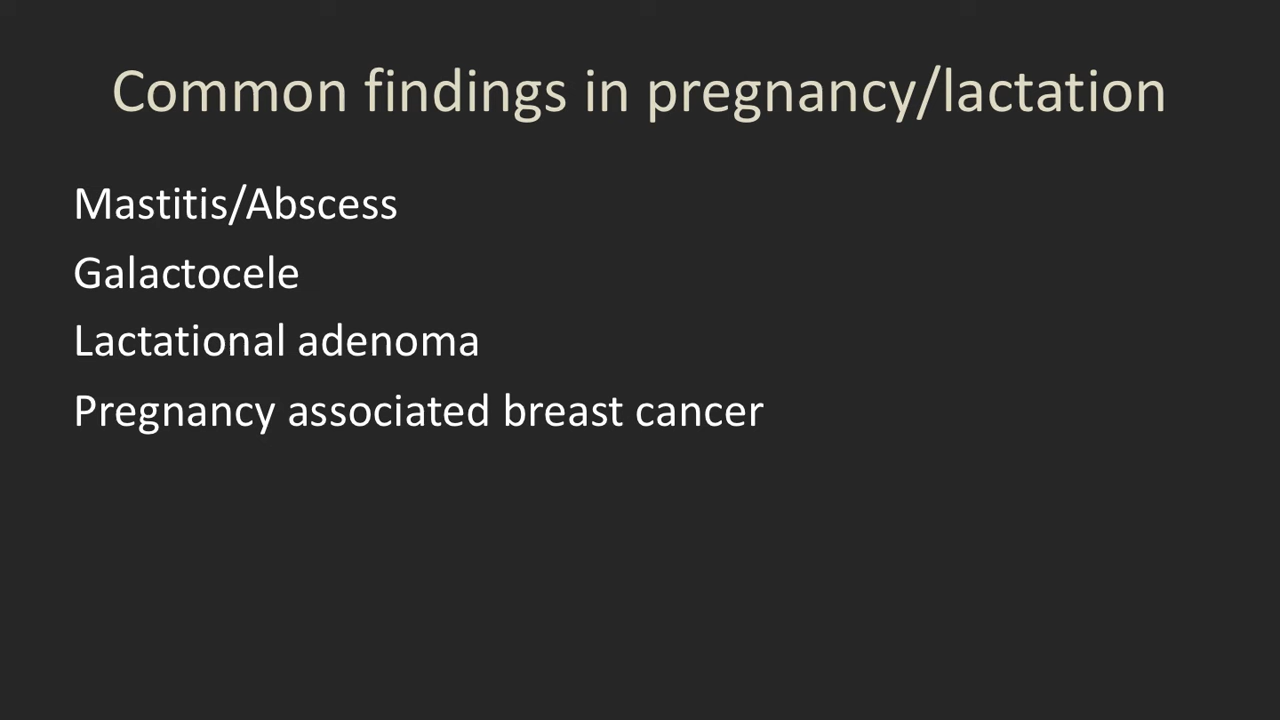 Common findings in pregnancy/lactation
Mastitis/Abscess
Galactocele
Lactational adenoma
Pregnancy associated breast cancer